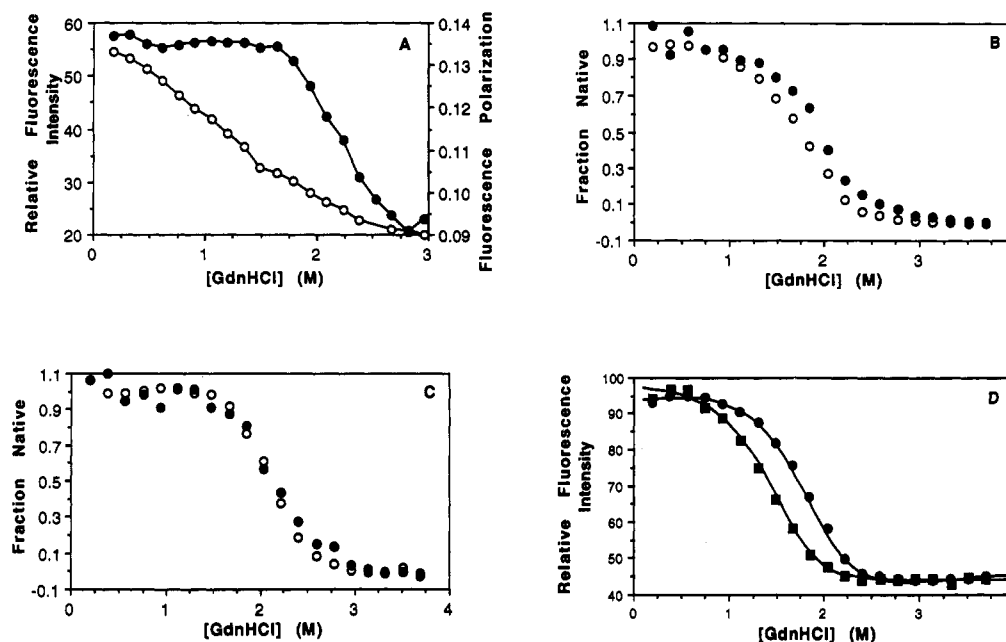 A
Relative Fluorescence
Intensity
60
50
40
30
20
0.14
0.13
0.12
0.11
0.10
0.09
Fluorescence Polarization
0 1 2 3
[GdnHCl] (M)
B
Fraction Native
1.1
0.9
0.7
0.5
0.3
0.1
-0.1
0 1 2 3
[GdnHCl] (M)
C
Fraction Native
1.1
0.9
0.7
0.5
0.3
0.1
-0.1
0 1 2 3 4
[GdnHCl] (M)
D
Relative Fluorescence
Intensity
100
90
80
70
60
50
40
0 1 2 3
[GdnHCl] (M)